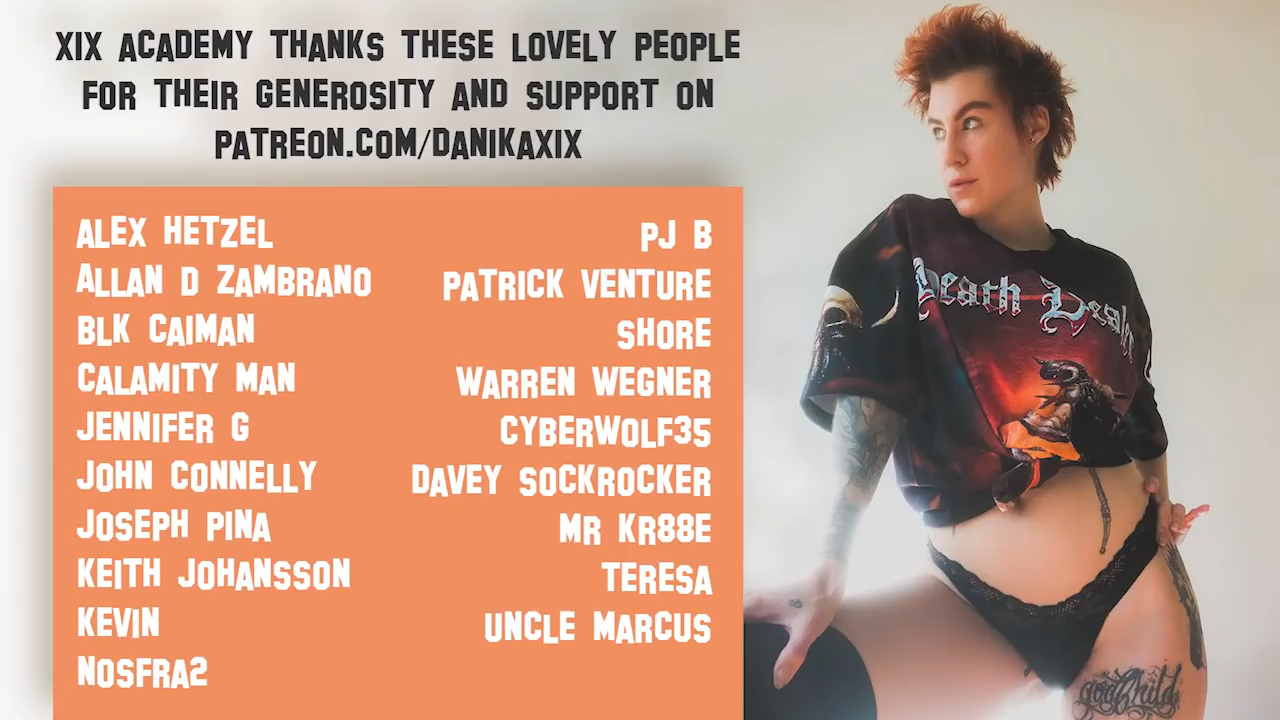 XIX ACADEMY THANKS THESE LOVELY PEOPLE
FOR THEIR GENEROSITY AND SUPPORT ON
PATREON.COM/DANIKAXIX
ALEX HETZEL
ALLAN D ZAMBRANO
BLK CAIMAN
CALAMITY MAN
JENNIFER G
JOHN CONNELLY
JOSEPH PINA
KEITH JOHANSSON
KEVIN
NOSFRA2
PJ B
PATRICK VENTURE
SHORE
WARREN WEGNER
CYBERWOLF35
DAVEY SOCKROCKER
MR KR88E
TERESA
UNCLE MARCUS
Death Dealer
godChild